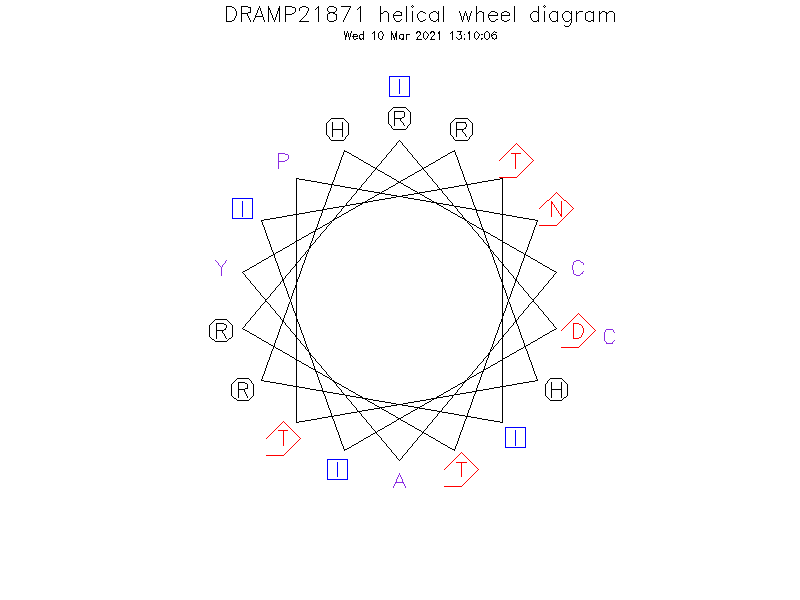 DRAMP21871 helical wheel diagram
Wed 10 Mar 2021 13:10:06
I
H R R
P T
I N
Y C
R D C
R H
T I
I T
A